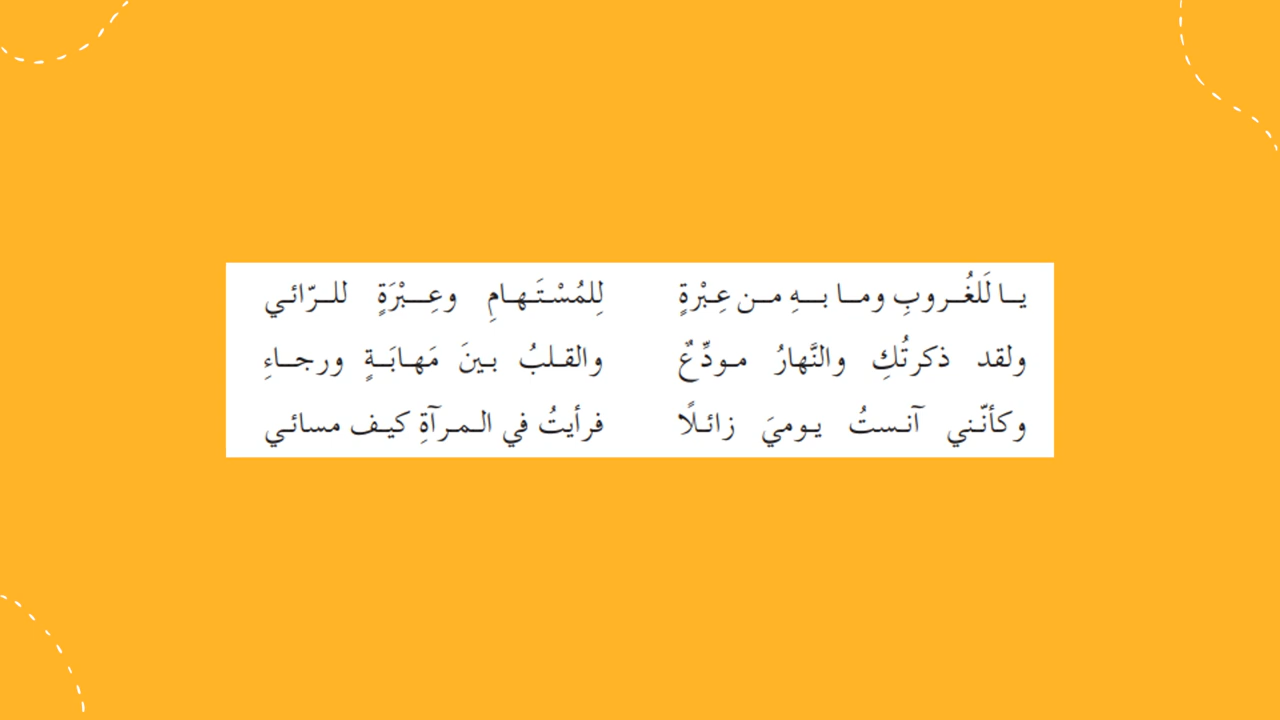 يا لَلغُروبِ وما بهِ من عِبْرةٍ لِلمُسْتَهامِ وعِبْرَةٍ للرّائي
ولقد ذكرتُكِ والنَّهارُ مودِّعٌ والقلبُ بينَ مَهابَةٍ ورجاءِ
وكأنّني آنستُ يوميَ زائلًا فرأيتُ في المرآةِ كيف مسائي